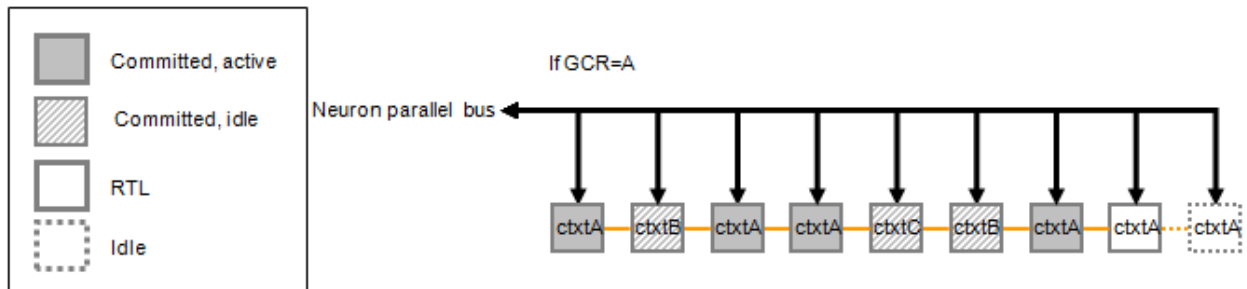 Committed, active
Committed, idle
RTL
Idle
If GCR=A
Neuron parallel bus
ctxtA ctxtB ctxtA ctxtA ctxtC ctxtB ctxtA ctxtA ctxtA